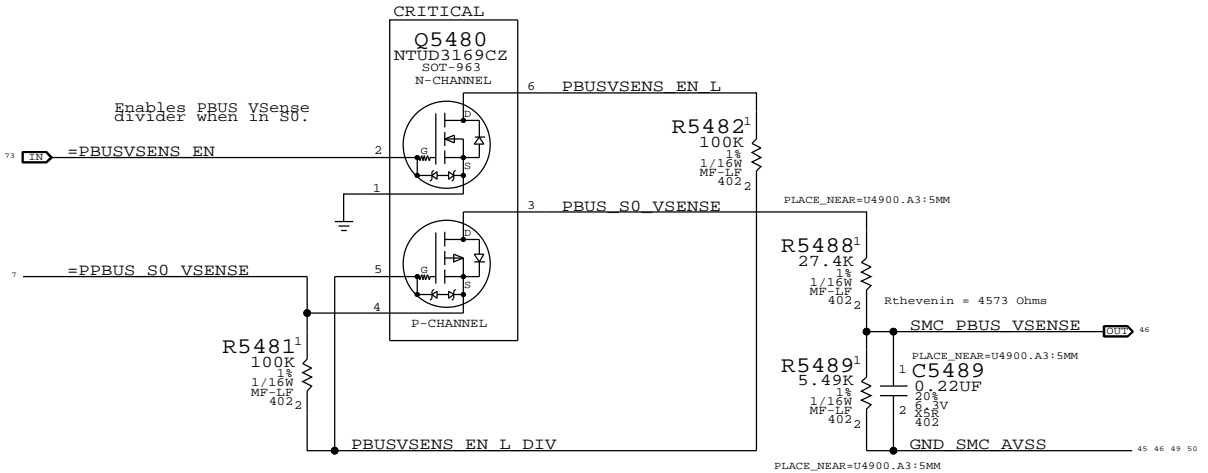 CRITICAL
Q5480
NTUD3169CZ
SOT-963
N-CHANNEL
6
PBUSVSENS_EN_L
Enables PBUS VSense
divider when in S0.
D
G
S
R5482
1
100K
1%
1/16W
MF-LF
402
2
73
IN
=PBUSVSENS_EN
2
1
3
PBUS_S0_VSENSE
PLACE_NEAR=U4900.A3:5MM
D
G
S
R5488
1
27.4K
1%
1/16W
MF-LF
402
2
7
=PPBUS_S0_VSENSE
5
4
P-CHANNEL
Rthevenin = 4573 Ohms
SMC_PBUS_VSENSE
OUT
46
R5481
1
100K
1%
1/16W
MF-LF
402
2
PLACE_NEAR=U4900.A3:5MM
R5489
1
5.49K
1%
1/16W
MF-LF
402
2
1
C5489
0.22UF
20%
6.3V
X5R
402
2
PBUSVSENS_EN_L_DIV
GND_SMC_AVSS
45 46 49 50
PLACE_NEAR=U4900.A3:5MM